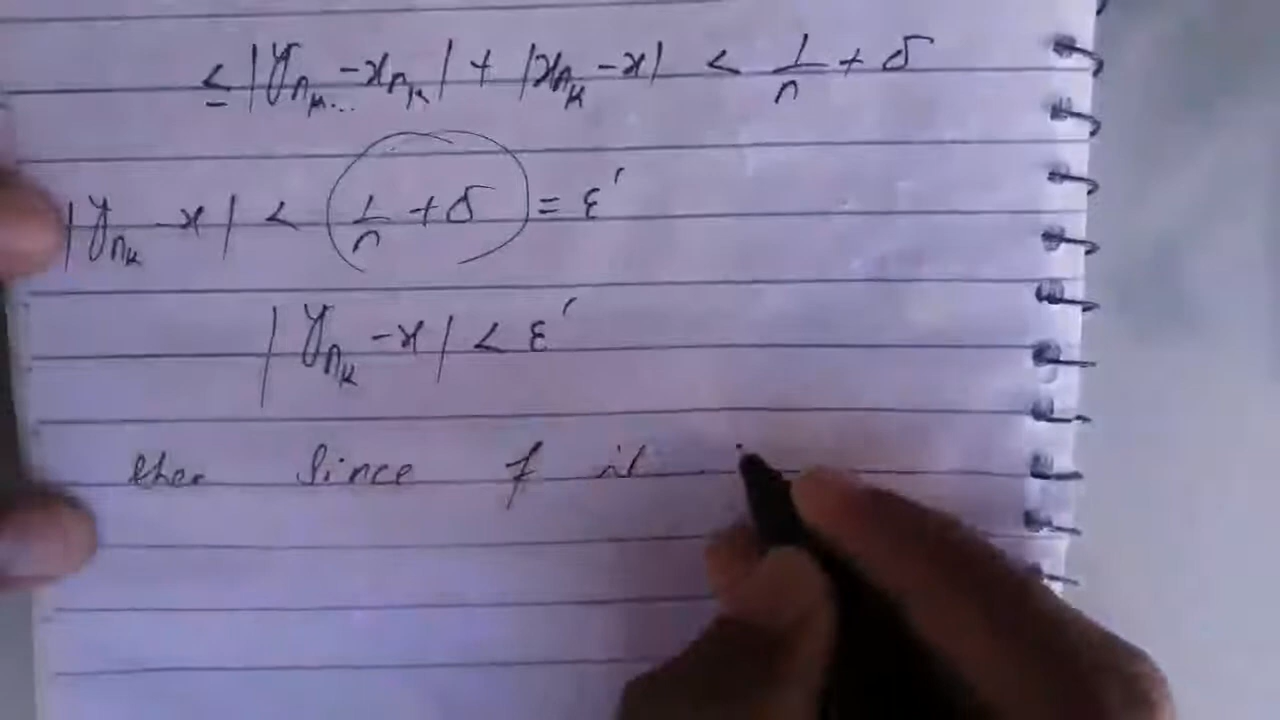 ≤ |y_{n_k} - x_{n_k}| + |x_{n_k} - x| < 1/n + δ
|y_{n_k} - x| < (1/n + δ) = ε'
|y_{n_k} - x| < ε'
then since f is